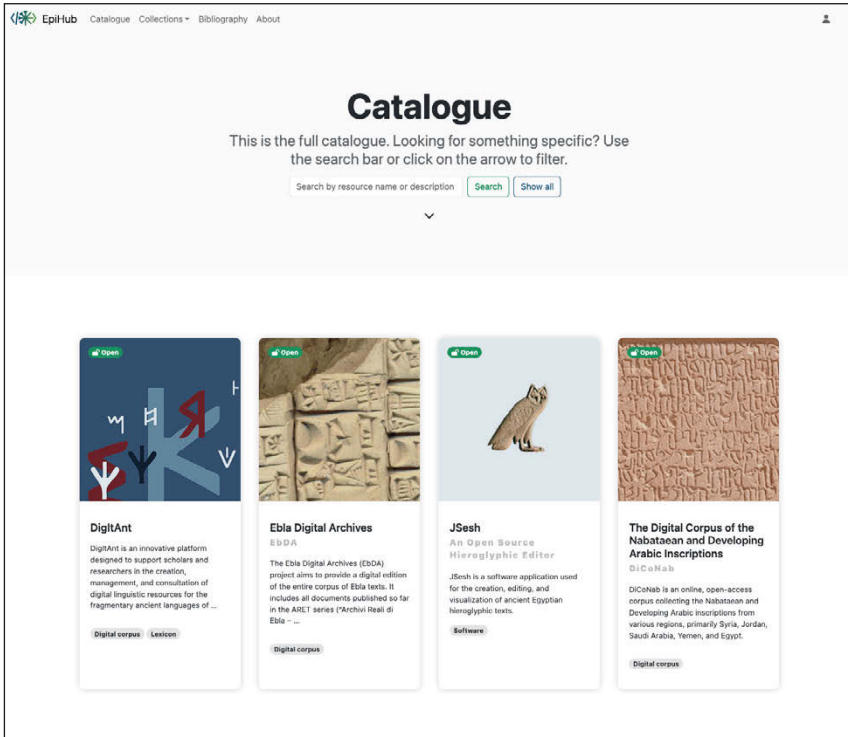 EpiHub Catalogue Collections Bibliography About
Catalogue
This is the full catalogue. Looking for something specific? Use
the search bar or click on the arrow to filter.
Search by resource name or description Search Show all
Open
DigItAnt
DigItAnt is an innovative platform
designed to support scholars and
researchers in the creation,
management, and consultation of
digital linguistic resources for the
fragmentary ancient languages of ...
Digital corpus Lexicon
Open
Ebla Digital Archives
EbDA
The Ebla Digital Archives (EbDA)
project aims to provide a digital edition
of the entire corpus of Ebla texts. It
includes all documents published so far
in the ARET series ("Archivi Reali di
Ebla – ...
Digital corpus
Open
JSesh
An Open Source
Hieroglyphic Editor
JSesh is a software application used
for the creation, editing, and
visualization of ancient Egyptian
hieroglyphic texts.
Software
Open
The Digital Corpus of the
Nabataean and Developing
Arabic Inscriptions
DiCoNab
DiCoNab is an online, open-access
corpus collecting the Nabataean and
Developing Arabic inscriptions from
various regions, primarily Syria, Jordan,
Saudi Arabia, Yemen, and Egypt.
Digital corpus